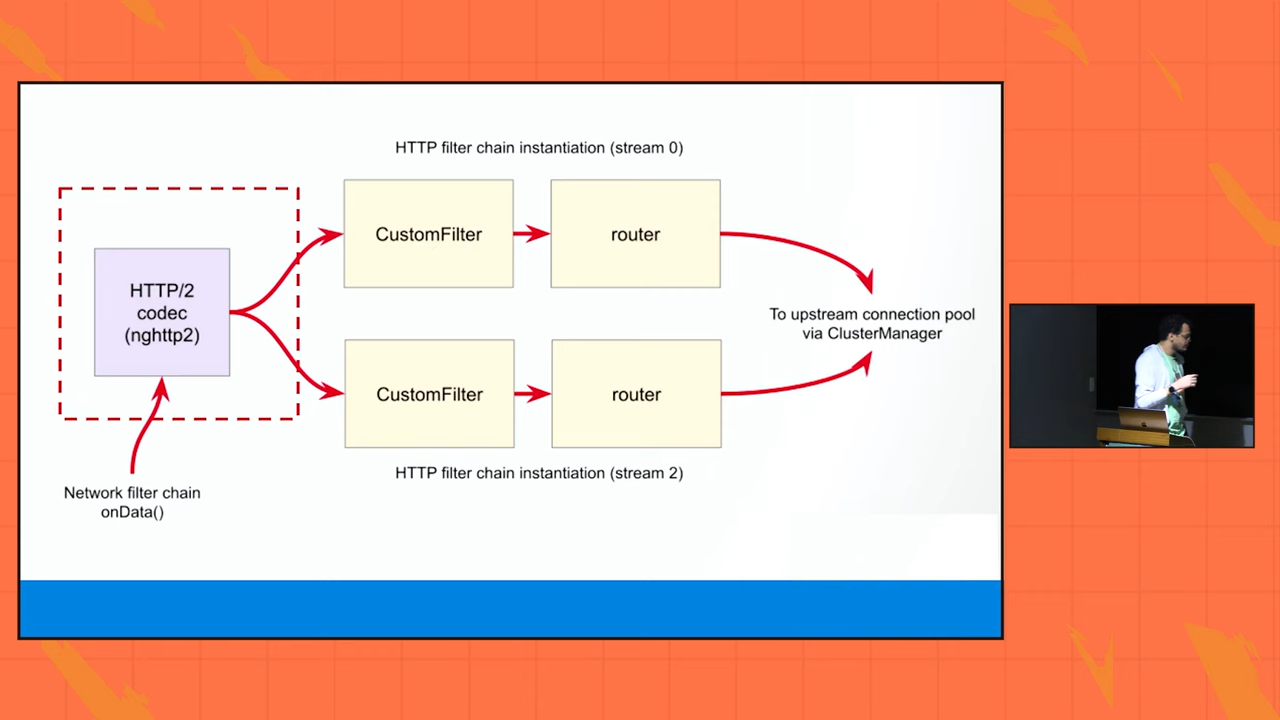 HTTP filter chain instantiation (stream 0)
CustomFilter
router
HTTP/2
codec
(nghttp2)
To upstream connection pool
via ClusterManager
CustomFilter
router
HTTP filter chain instantiation (stream 2)
Network filter chain
onData()